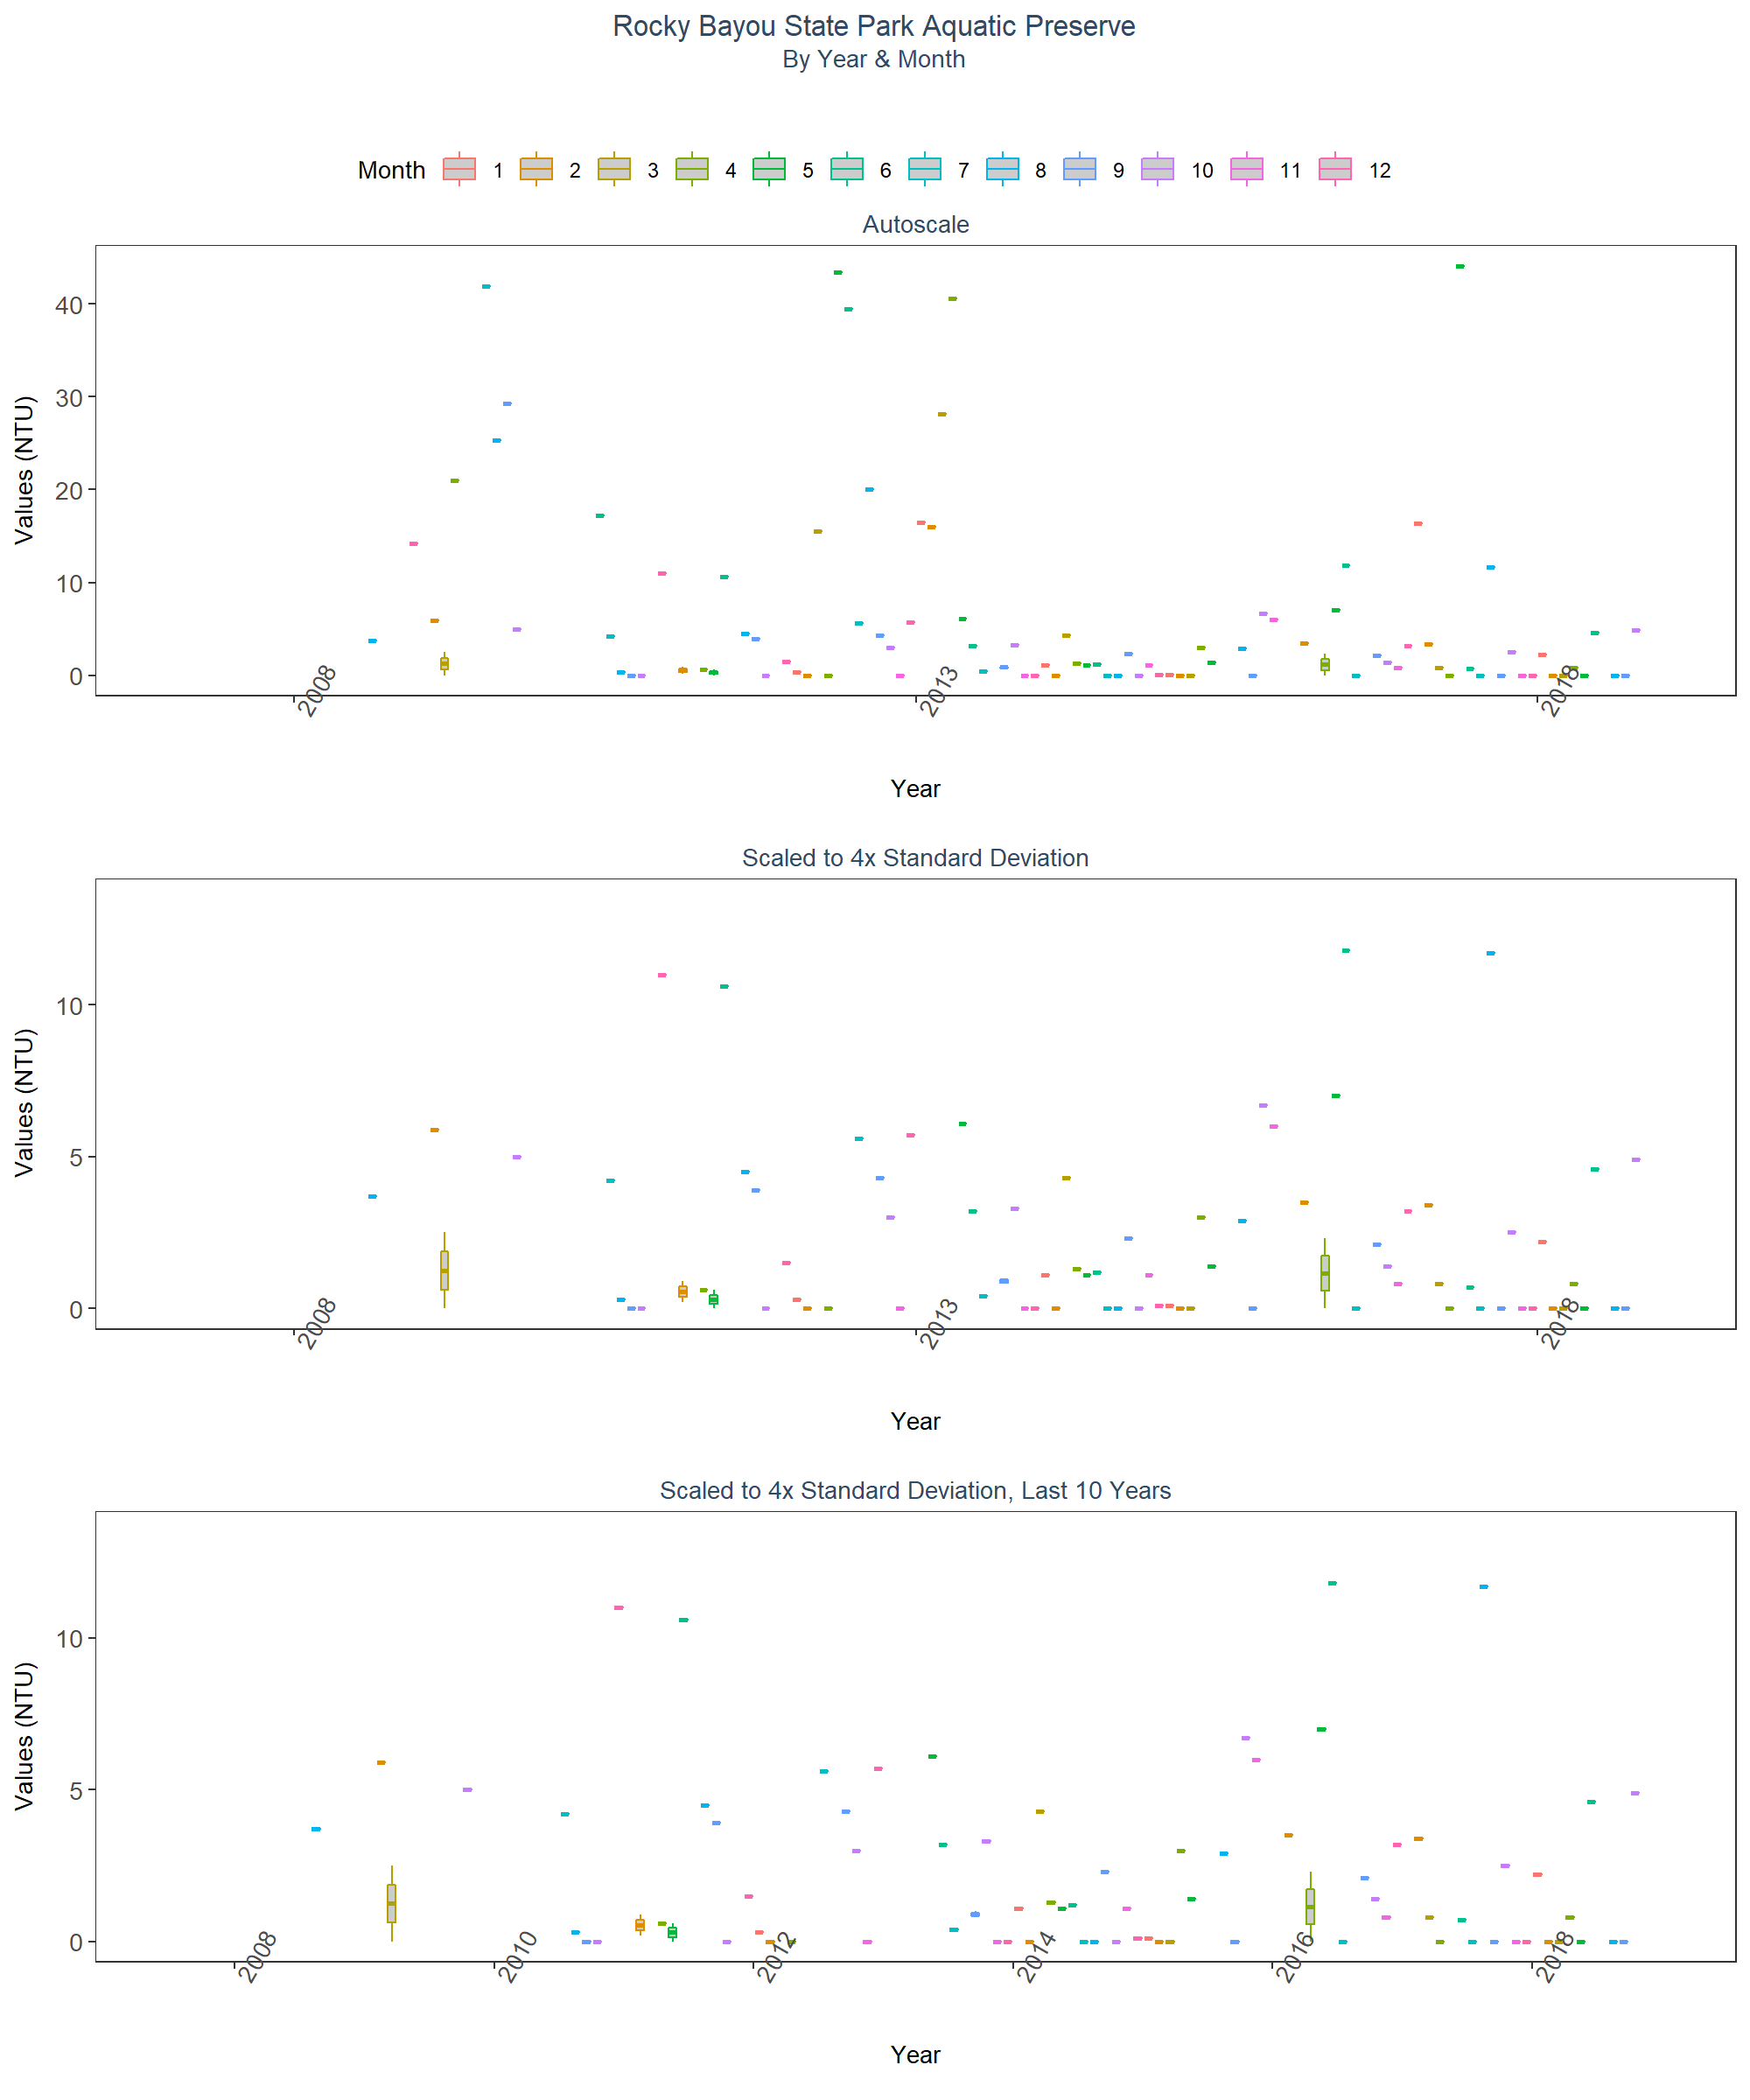 Rocky Bayou State Park Aquatic Preserve
By Year & Month
Month 1 2 3 4 5 6 7 8 9 10 11 12
Autoscale
Values (NTU)
40
30
20
10
0
2008 2013 2018
Year
Scaled to 4x Standard Deviation
Values (NTU)
10
5
0
2008 2013 2018
Year
Scaled to 4x Standard Deviation, Last 10 Years
Values (NTU)
10
5
0
2008 2010 2012 2014 2016 2018
Year